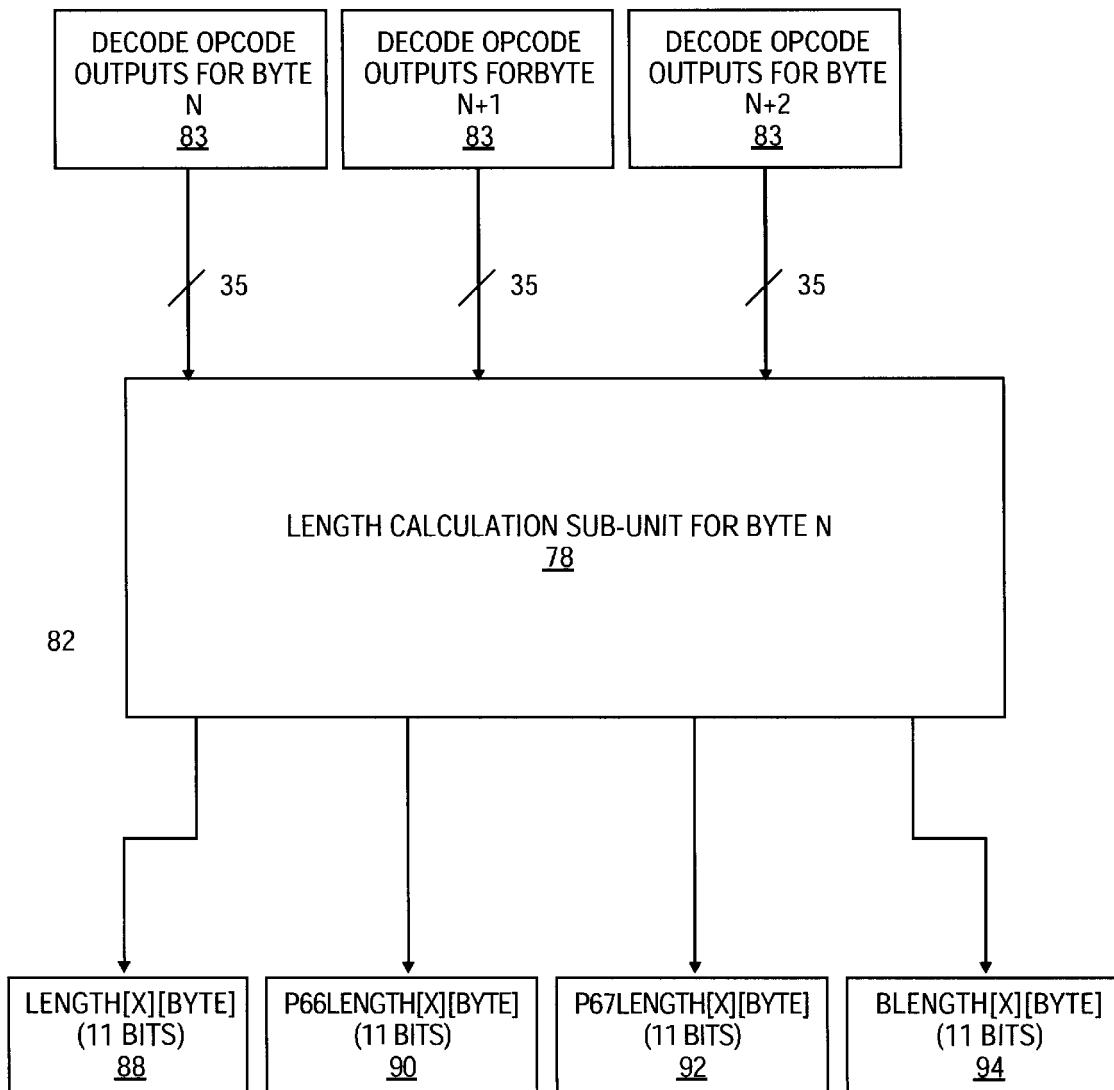 DECODE OPCODE
OUTPUTS FOR BYTE
N
83
DECODE OPCODE
OUTPUTS FORBYTE
N+1
83
DECODE OPCODE
OUTPUTS FOR BYTE
N+2
83
35
35
35
LENGTH CALCULATION SUB-UNIT FOR BYTE N
78
82
LENGTH[X][BYTE]
(11 BITS)
88
P66LENGTH[X][BYTE]
(11 BITS)
90
P67LENGTH[X][BYTE]
(11 BITS)
92
BLENGTH[X][BYTE]
(11 BITS)
94